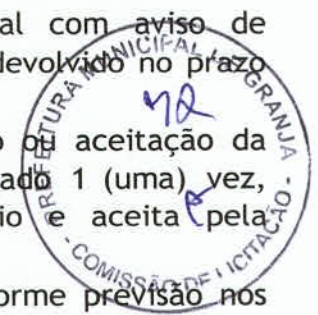 al com aviso de
devolvido no prazo
o ou aceitação da
ado 1 (uma) vez,
io e aceita pela
orme previsão nos
PREFEITURA MUNICIPAL GRANJA
- COMISSÃO DE LICITAÇÃO -